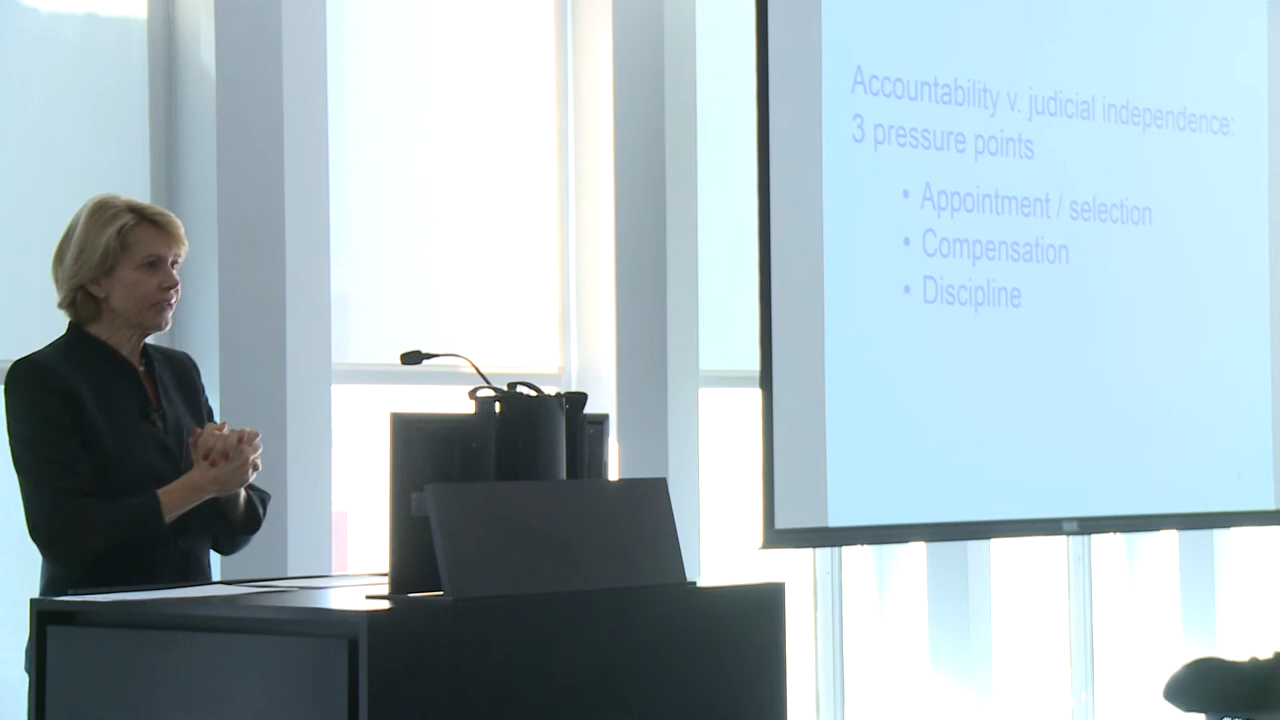 Accountability v. judicial independence:
3 pressure points
• Appointment / selection
• Compensation
• Discipline